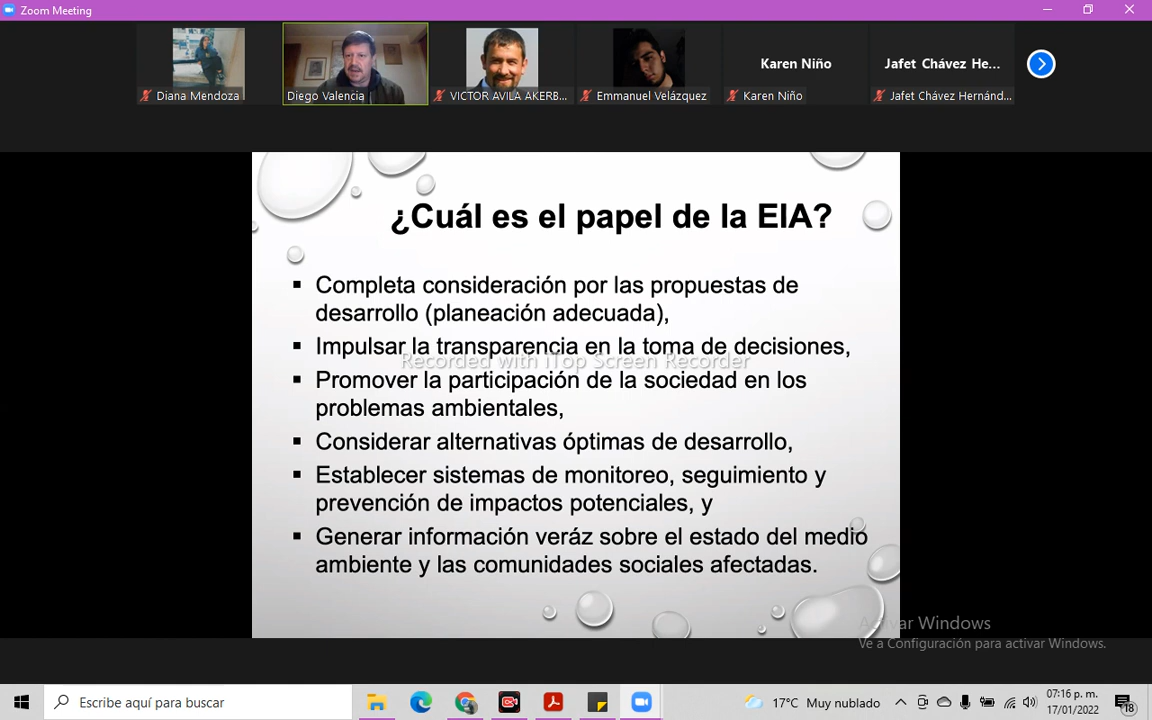 Zoom Meeting
Karen Niño
Jafet Chávez He...
Diana Mendoza
Diego Valencia
VICTOR AVILA AKERB...
Emmanuel Velázquez
Karen Niño
Jafet Chávez Hernánd...
¿Cuál es el papel de la EIA?
▪ Completa consideración por las propuestas de
desarrollo (planeación adecuada),
▪ Impulsar la transparencia en la toma de decisiones,
Recorded with iTop Screen Recorder
▪ Promover la participación de la sociedad en los
problemas ambientales,
▪ Considerar alternativas óptimas de desarrollo,
▪ Establecer sistemas de monitoreo, seguimiento y
prevención de impactos potenciales, y
▪ Generar información veráz sobre el estado del medio
ambiente y las comunidades sociales afectadas.
Activar Windows
Ve a Configuración para activar Windows.
Escribe aquí para buscar
17°C Muy nublado
07:16 p. m.
17/01/2022
18